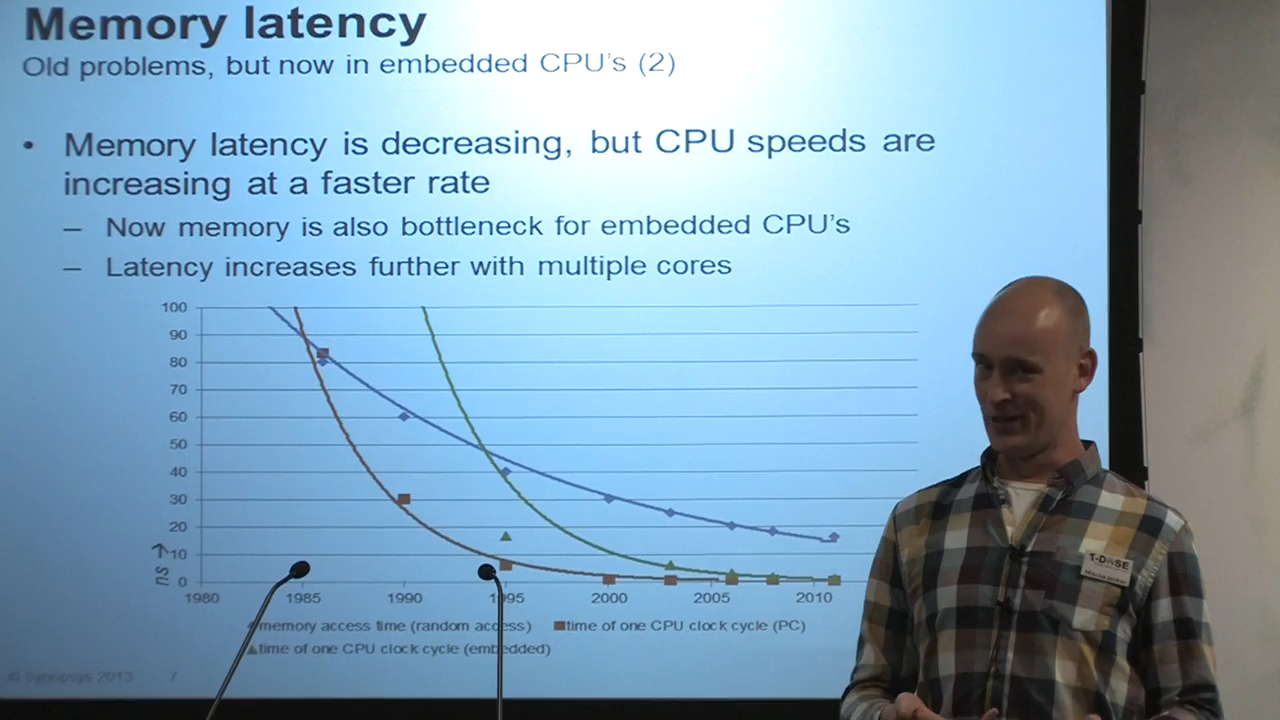 Memory latency
Old problems, but now in embedded CPU's (2)
• Memory latency is decreasing, but CPU speeds are
increasing at a faster rate
– Now memory is also bottleneck for embedded CPU's
– Latency increases further with multiple cores
100
90
80
70
60
50
40
30
20
10
0
ns
1980 1985 1990 1995 2000 2005 2010
memory access time (random access) time of one CPU clock cycle (PC)
time of one CPU clock cycle (embedded)
© Synopsys 2013 7
T-DOSE